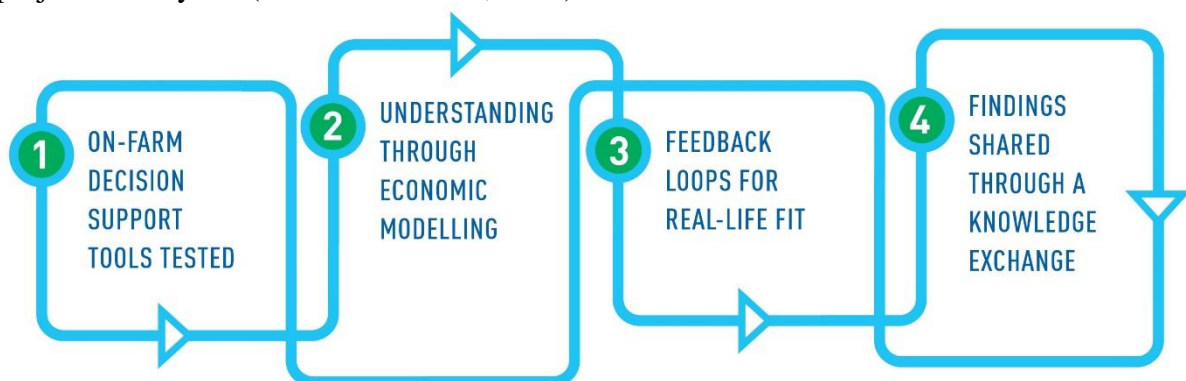 1
ON-FARM
DECISION
SUPPORT
TOOLS TESTED
2
UNDERSTANDING
THROUGH
ECONOMIC
MODELLING
3
FEEDBACK
LOOPS FOR
REAL-LIFE FIT
4
FINDINGS
SHARED
THROUGH A
KNOWLEDGE
EXCHANGE